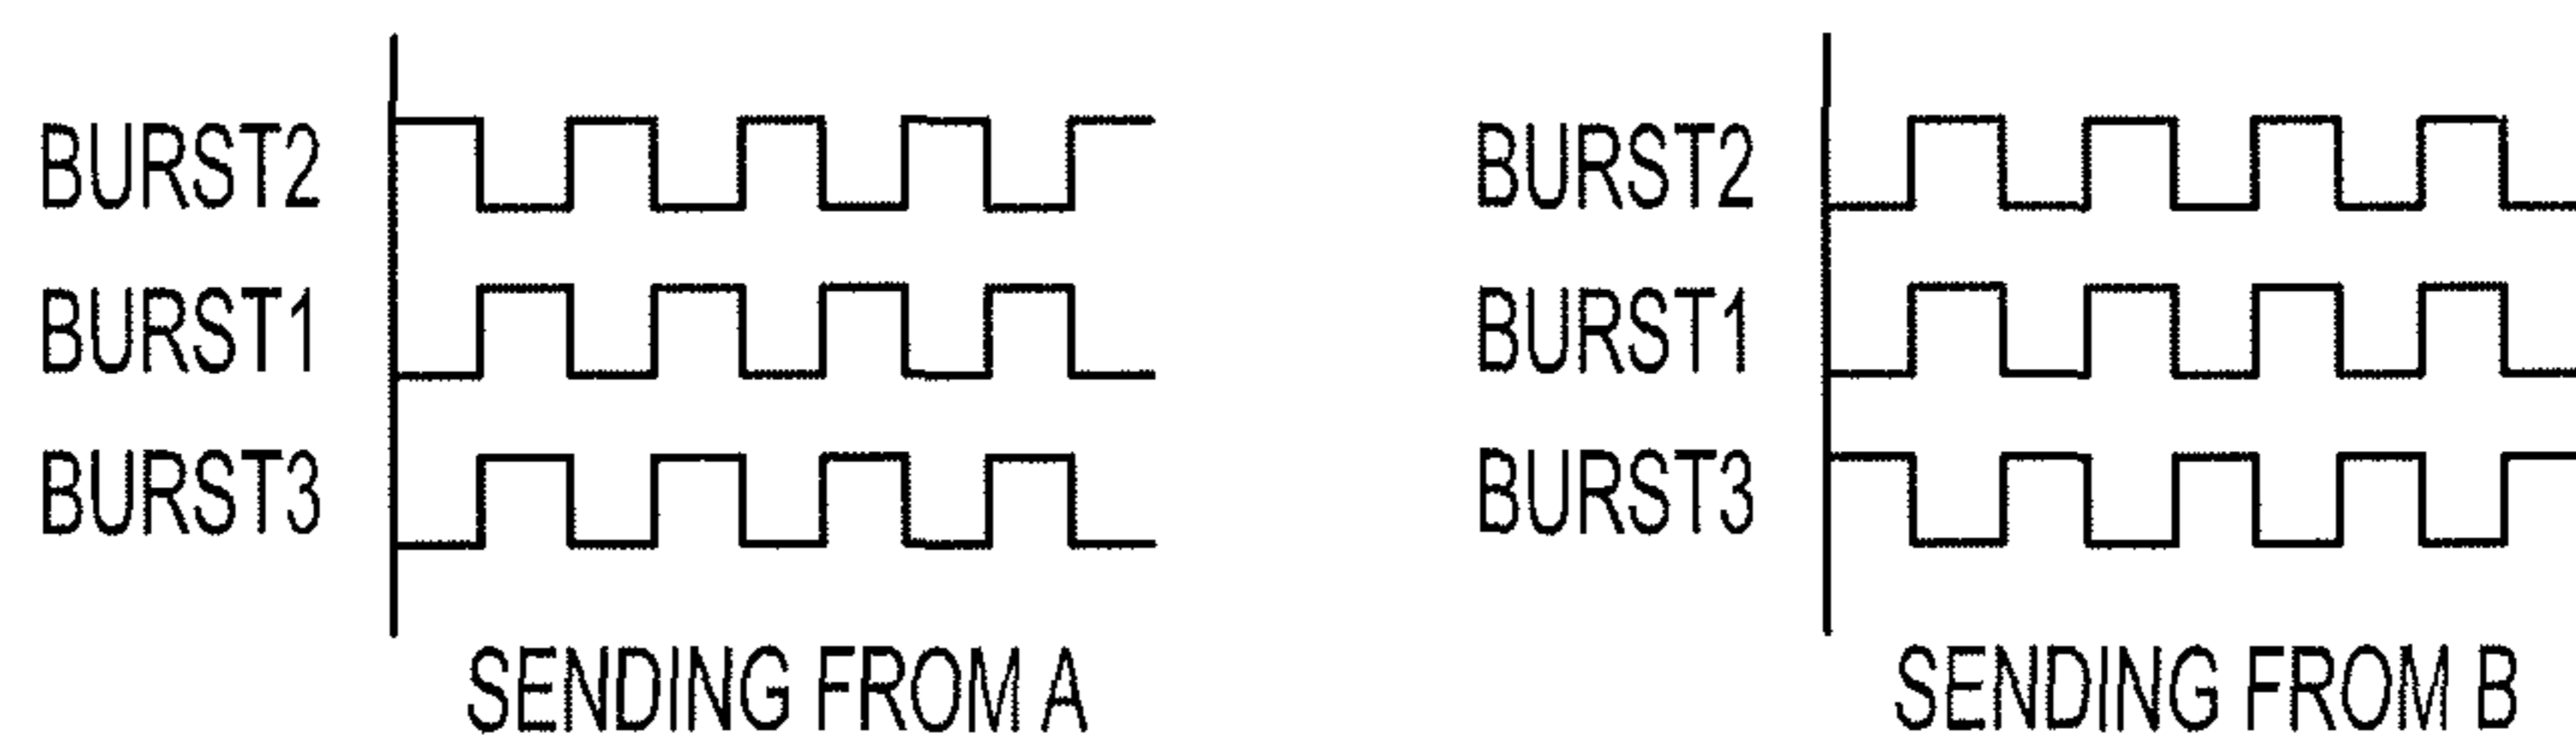 BURST2
BURST1
BURST3
SENDING FROM A
BURST2
BURST1
BURST3
SENDING FROM B